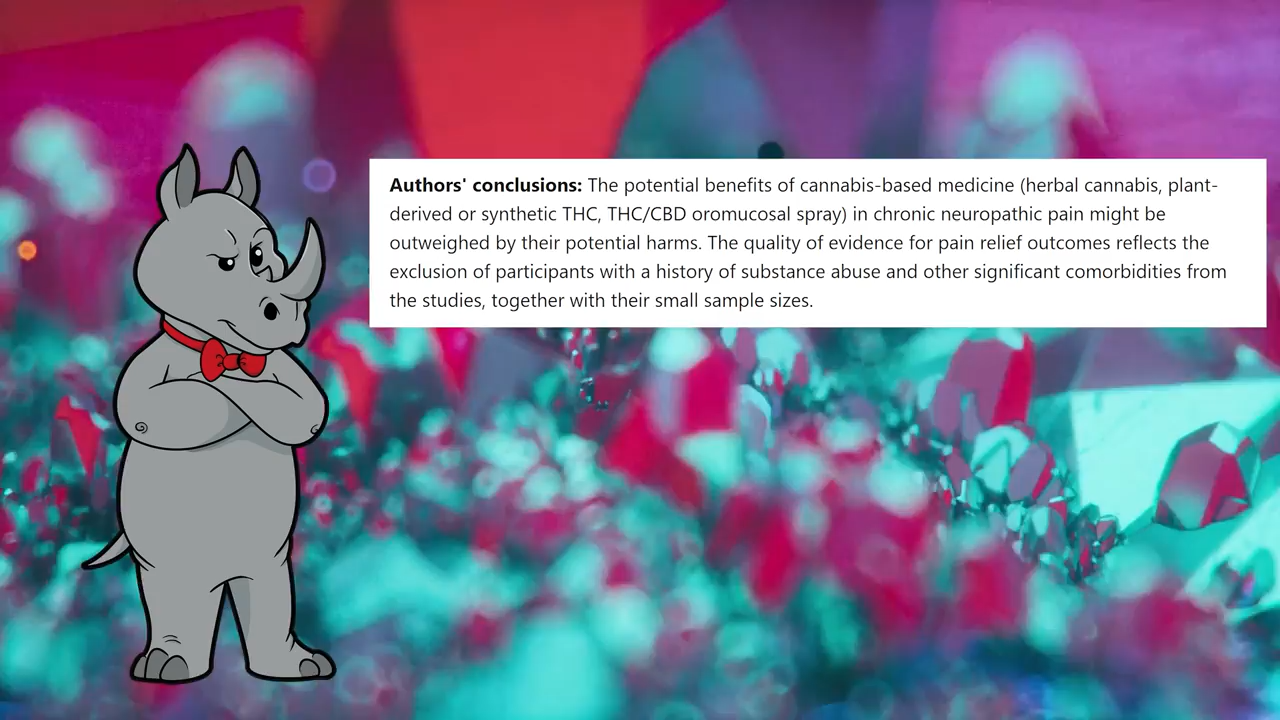 Authors' conclusions: The potential benefits of cannabis-based medicine (herbal cannabis, plant-
derived or synthetic THC, THC/CBD oromucosal spray) in chronic neuropathic pain might be
outweighed by their potential harms. The quality of evidence for pain relief outcomes reflects the
exclusion of participants with a history of substance abuse and other significant comorbidities from
the studies, together with their small sample sizes.